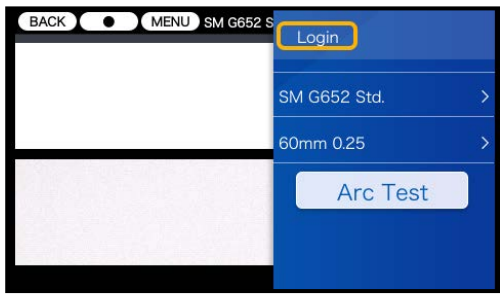 BACK ● MENU SM G652 S
Login
SM G652 Std. >
60mm 0.25 >
Arc Test